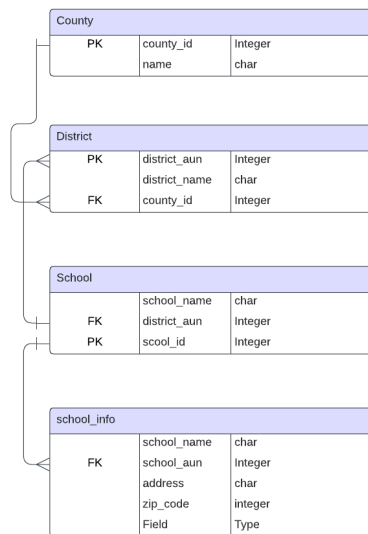 County
PK county_id Integer
name char
District
PK district_aun Integer
district_name char
FK county_id Integer
School
school_name char
FK district_aun Integer
PK scool_id Integer
school_info
school_name char
FK school_aun Integer
address char
zip_code integer
Field Type